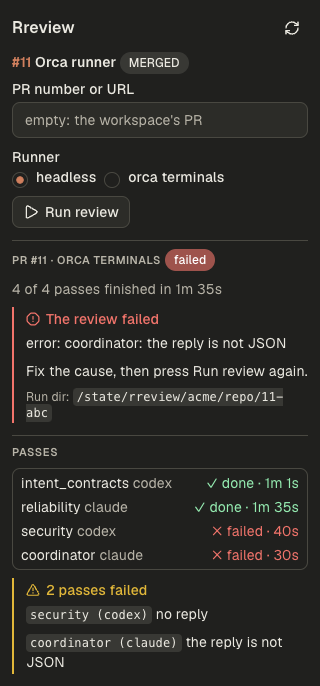 Rreview
#11 Orca runner MERGED
PR number or URL
empty: the workspace's PR
Runner
headless orca terminals
Run review
PR #11 · ORCA TERMINALS failed
4 of 4 passes finished in 1m 35s
The review failed
error: coordinator: the reply is not JSON
Fix the cause, then press Run review again.
Run dir: /state/rreview/acme/repo/11-
abc
PASSES
intent_contracts codex ✓ done · 1m 1s
reliability claude ✓ done · 1m 35s
security codex ✕ failed · 40s
coordinator claude ✕ failed · 30s
2 passes failed
security (codex) no reply
coordinator (claude) the reply is not
JSON